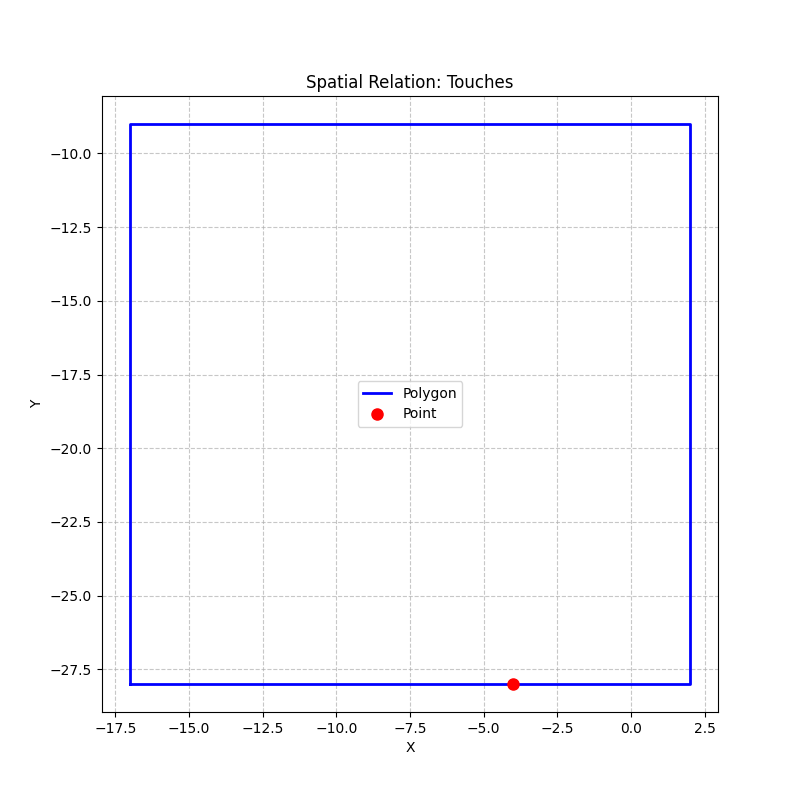 Spatial Relation: Touches
−10.0
−12.5
−15.0
−17.5
−20.0
−22.5
−25.0
−27.5
Y
Polygon
Point
−17.5 −15.0 −12.5 −10.0 −7.5 −5.0 −2.5 0.0 2.5
X